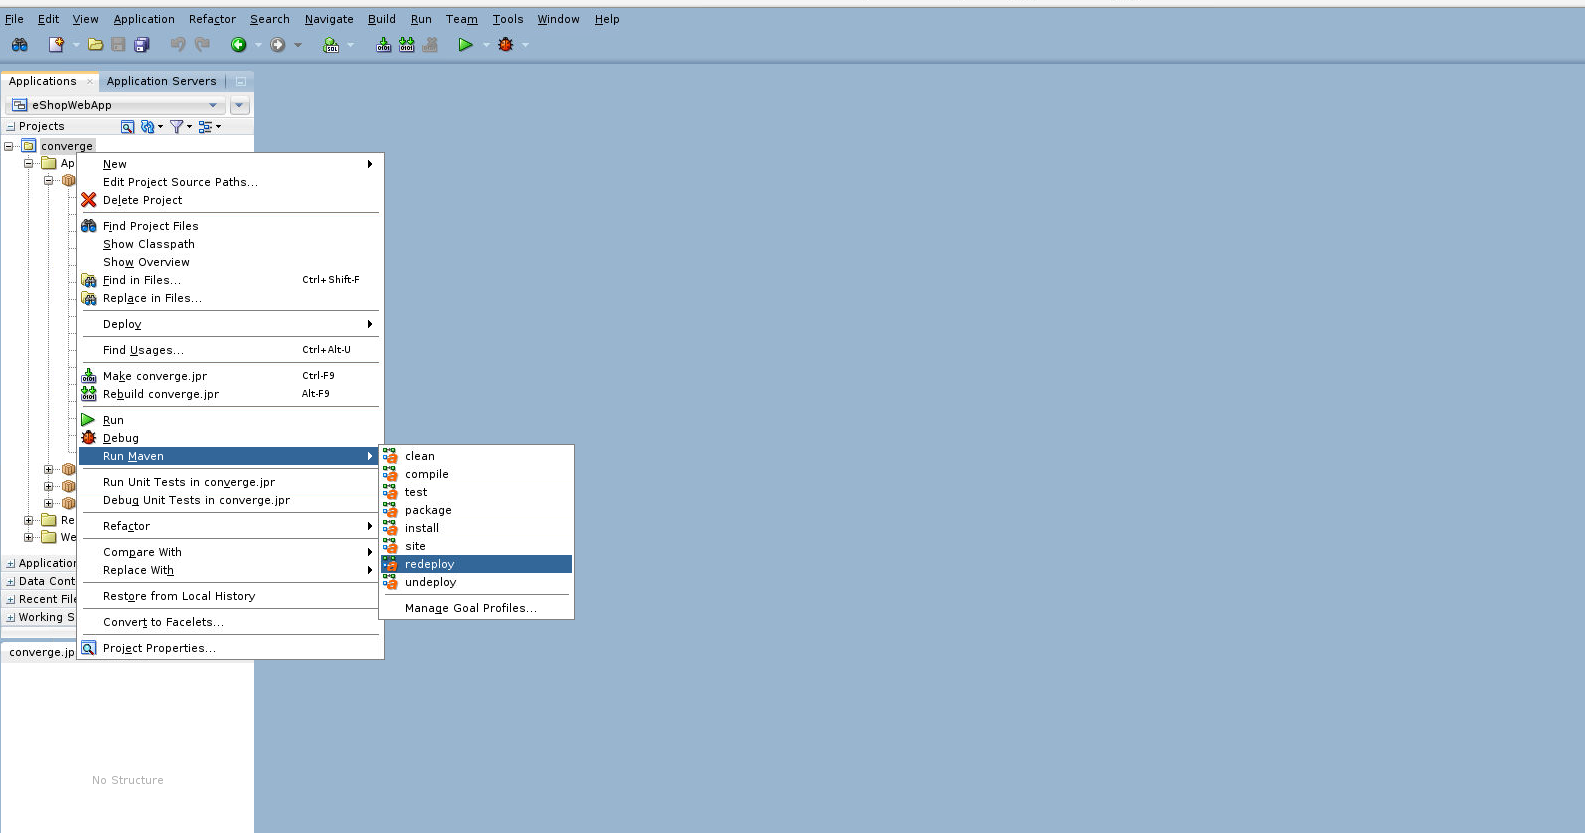 File Edit View Application Refactor Search Navigate Build Run Team Tools Window Help
Applications Application Servers
eShopWebApp
Projects
converge
Ap
New
Edit Project Source Paths...
Delete Project
Find Project Files
Show Classpath
Show Overview
Find in Files... Ctrl+Shift-F
Replace in Files...
Deploy
Find Usages... Ctrl+Alt-U
Make converge.jpr Ctrl-F9
Rebuild converge.jpr Alt-F9
Run
Debug
Run Maven
Run Unit Tests in converge.jpr
Debug Unit Tests in converge.jpr
Refactor
Compare With
Replace With
Restore from Local History
Convert to Facelets...
Project Properties...
clean
compile
test
package
install
site
redeploy
undeploy
Manage Goal Profiles...
Re
We
Application
Data Cont
Recent File
Working S
converge.jp
No Structure